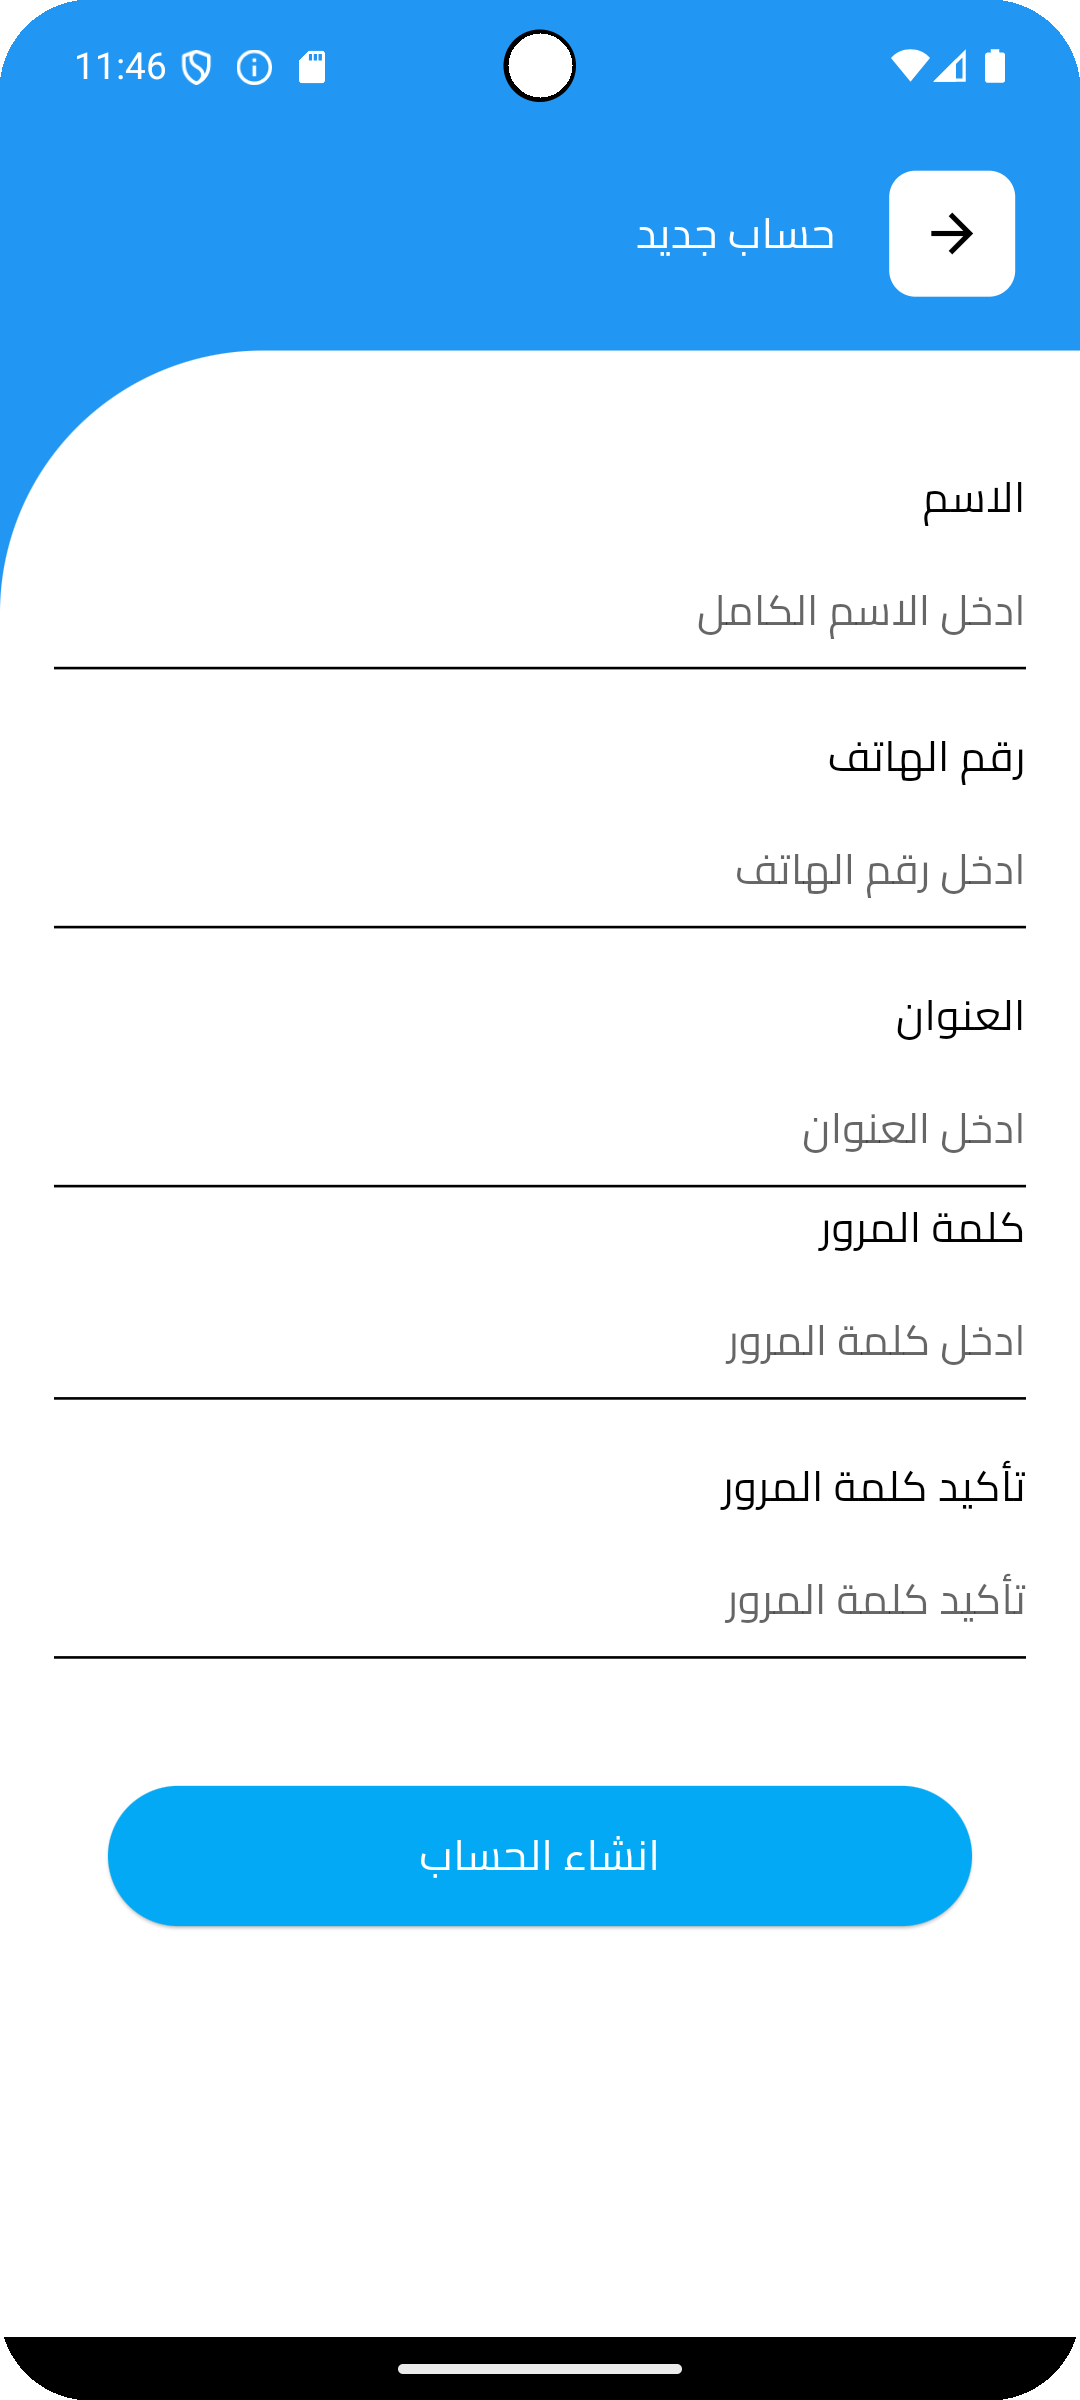 11:46
حساب جديد
الاسم
ادخل الاسم الكامل
رقم الهاتف
ادخل رقم الهاتف
العنوان
ادخل العنوان
كلمة المرور
ادخل كلمة المرور
تأكيد كلمة المرور
تأكيد كلمة المرور
انشاء الحساب